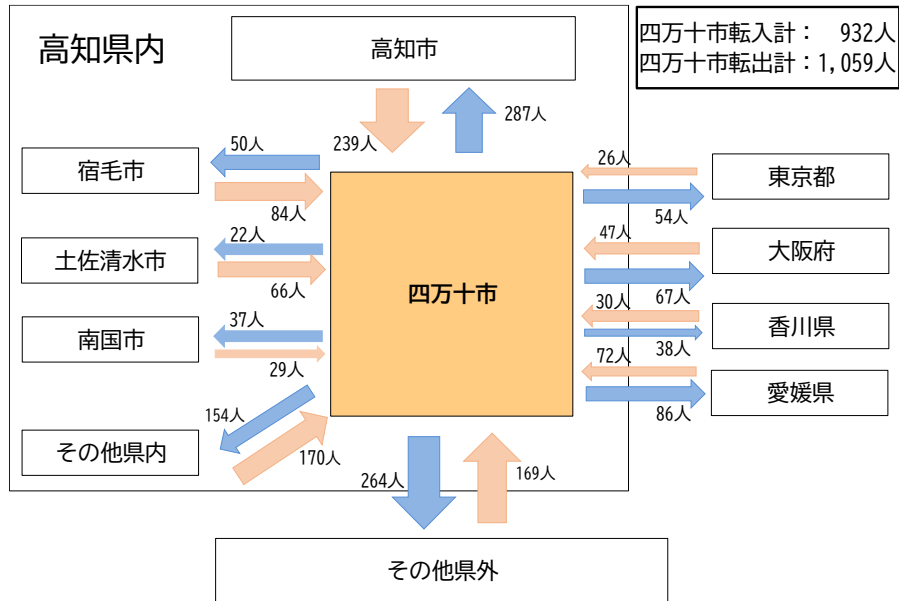 高知県内
四万十市転入計： 932人
四万十市転出計：1,059人
高知市
239人
287人
宿毛市
50人
84人
土佐清水市
22人
66人
南国市
37人
29人
その他県内
154人
170人
四万十市
26人
54人
東京都
47人
67人
大阪府
30人
38人
香川県
72人
86人
愛媛県
264人
169人
その他県外